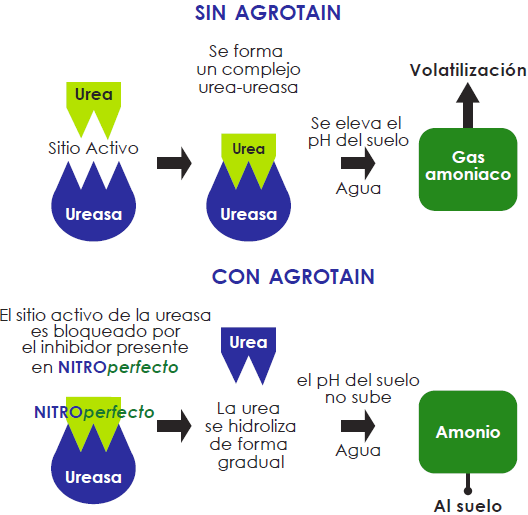 SIN AGROTAIN
Urea
Sitio Activo
Ureasa
Se forma
un complejo
urea-ureasa
Urea
Ureasa
Se eleva el
pH del suelo
Agua
Volatilización
Gas
amoniaco
CON AGROTAIN
El sitio activo de la ureasa
es bloqueado por
el inhibidor presente
en NITROperfecto
NITROperfecto
Ureasa
Urea
La urea
se hidroliza
de forma
gradual
el pH del suelo
no sube
Agua
Amonio
Al suelo